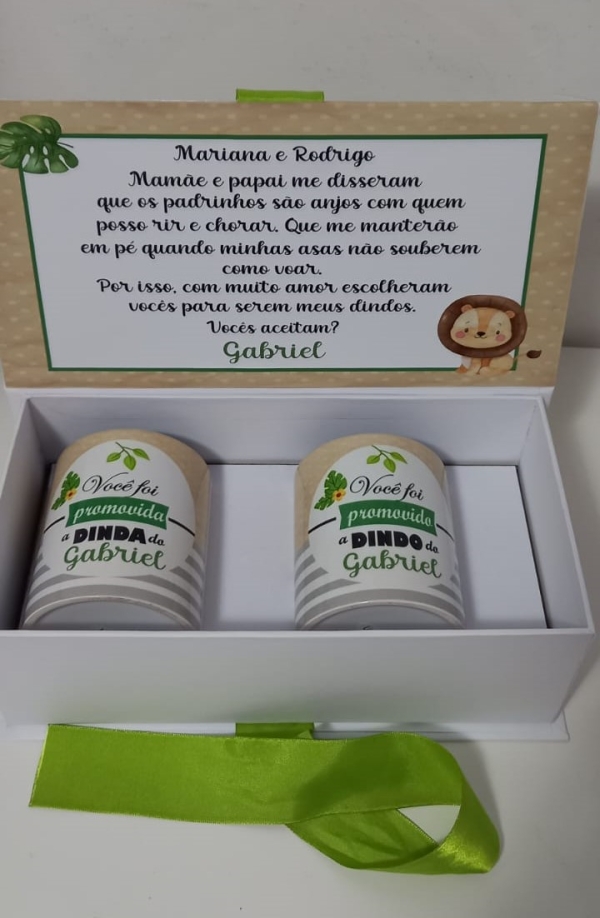 Mariana e Rodrigo
Mamãe e papai me disseram
que os padrinhos são anjos com quem
posso rir e chorar. Que me manterão
em pé quando minhas asas não souberem
como voar.
Por isso, com muito amor escolheram
vocês para serem meus dindos.
Vocês aceitam?
Gabriel
Você foi
promovida
a DINDA do
Gabriel
Você foi
promovido
a DINDO do
Gabriel